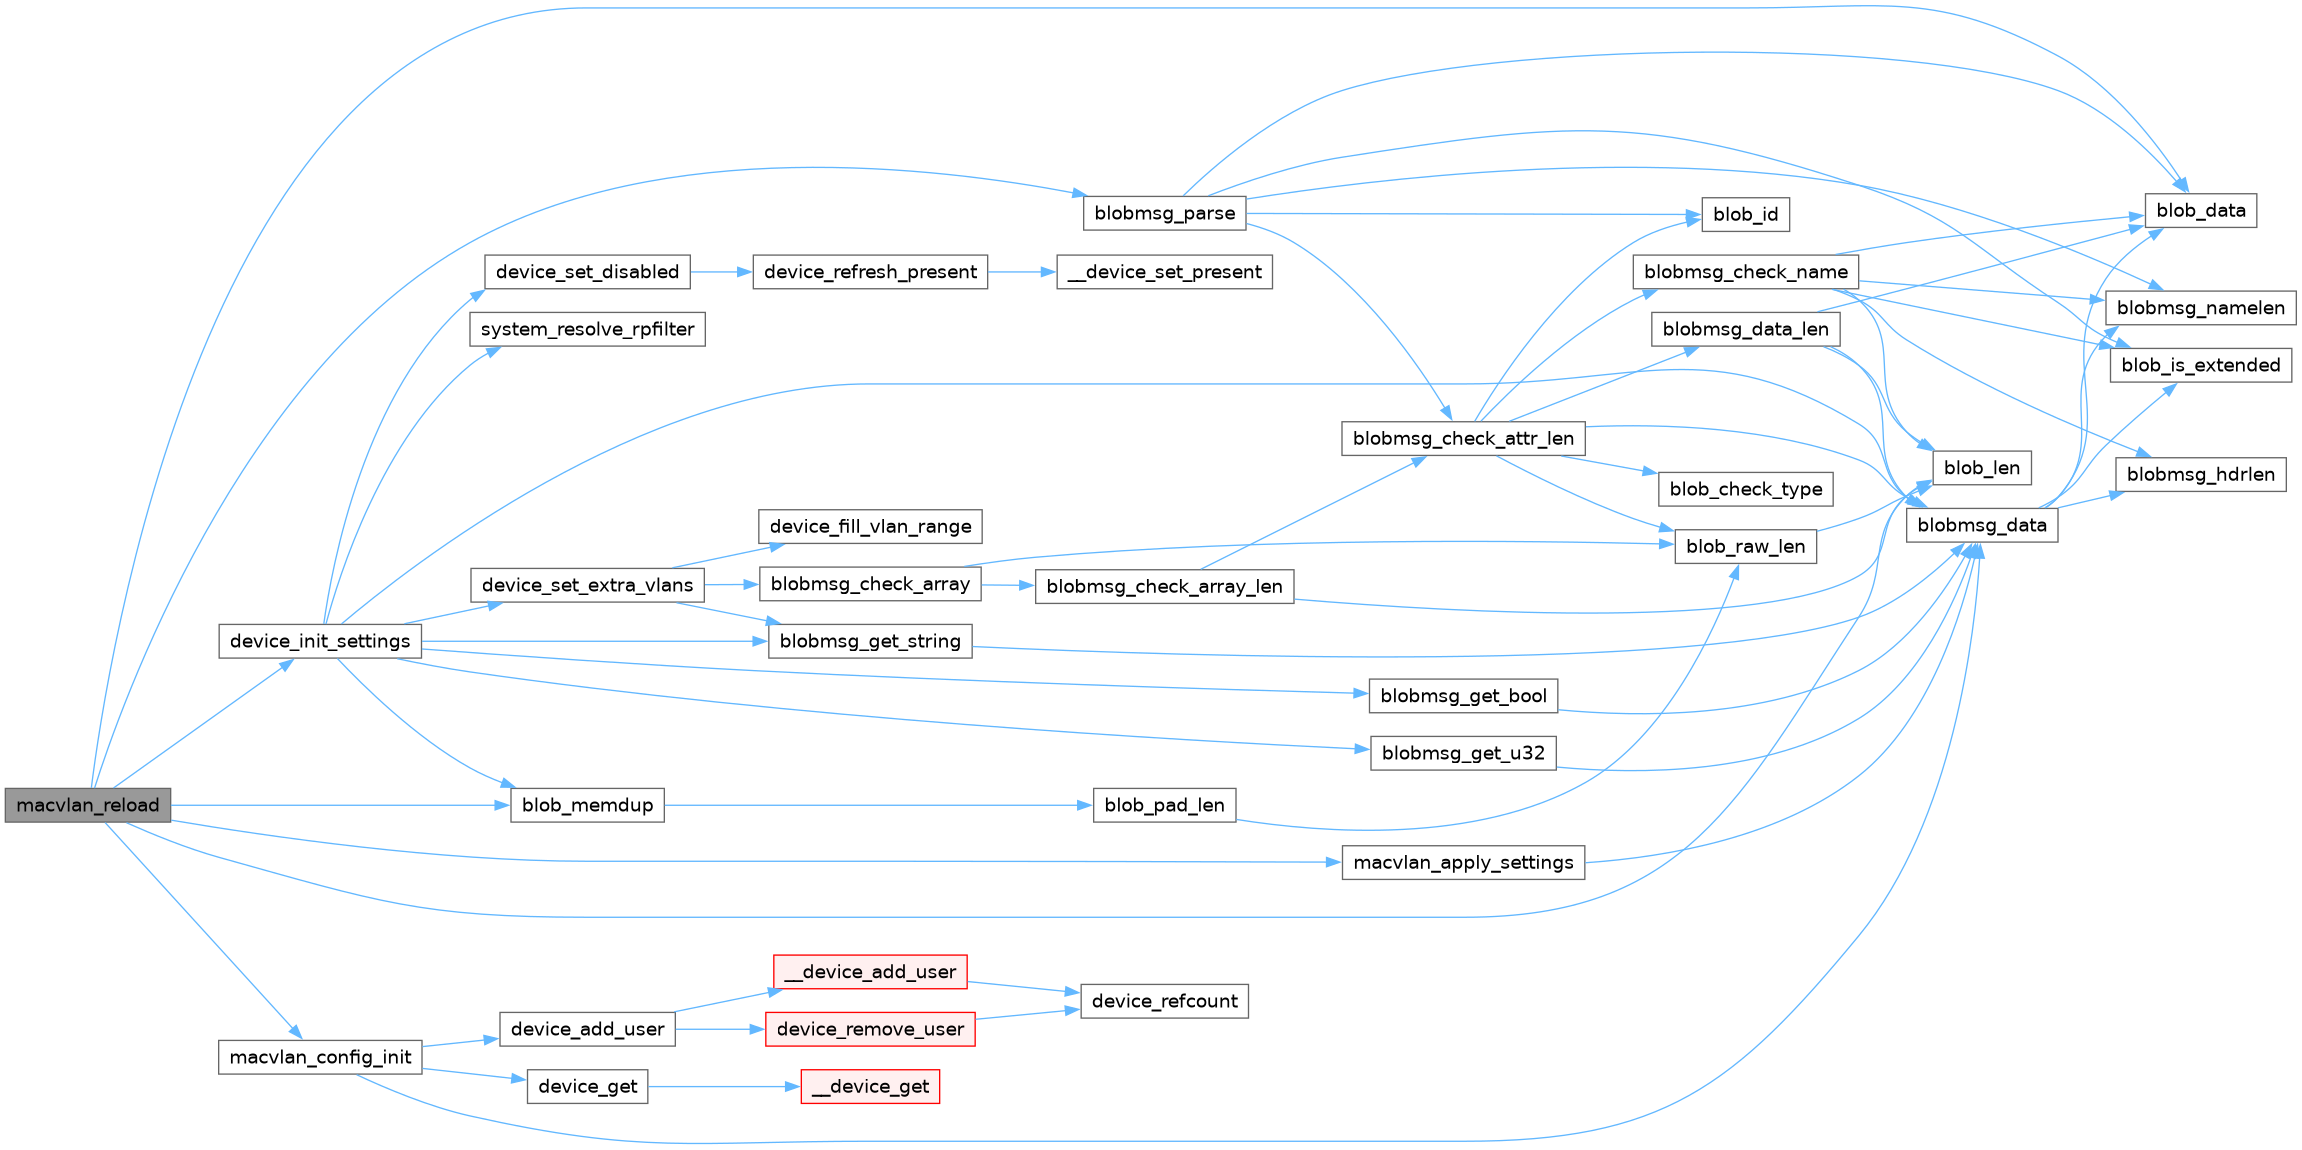 macvlan_reload
device_init_settings
macvlan_config_init
device_set_disabled
system_resolve_rpfilter
device_set_extra_vlans
blob_memdup
device_add_user
device_get
device_refresh_present
device_fill_vlan_range
blobmsg_check_array
blobmsg_get_string
__device_add_user
device_remove_user
__device_get
blobmsg_parse
__device_set_present
blobmsg_check_array_len
blob_pad_len
device_refcount
blobmsg_check_attr_len
blobmsg_get_bool
blobmsg_get_u32
macvlan_apply_settings
blob_id
blobmsg_check_name
blobmsg_data_len
blob_check_type
blob_raw_len
blob_len
blobmsg_data
blob_data
blobmsg_namelen
blob_is_extended
blobmsg_hdrlen